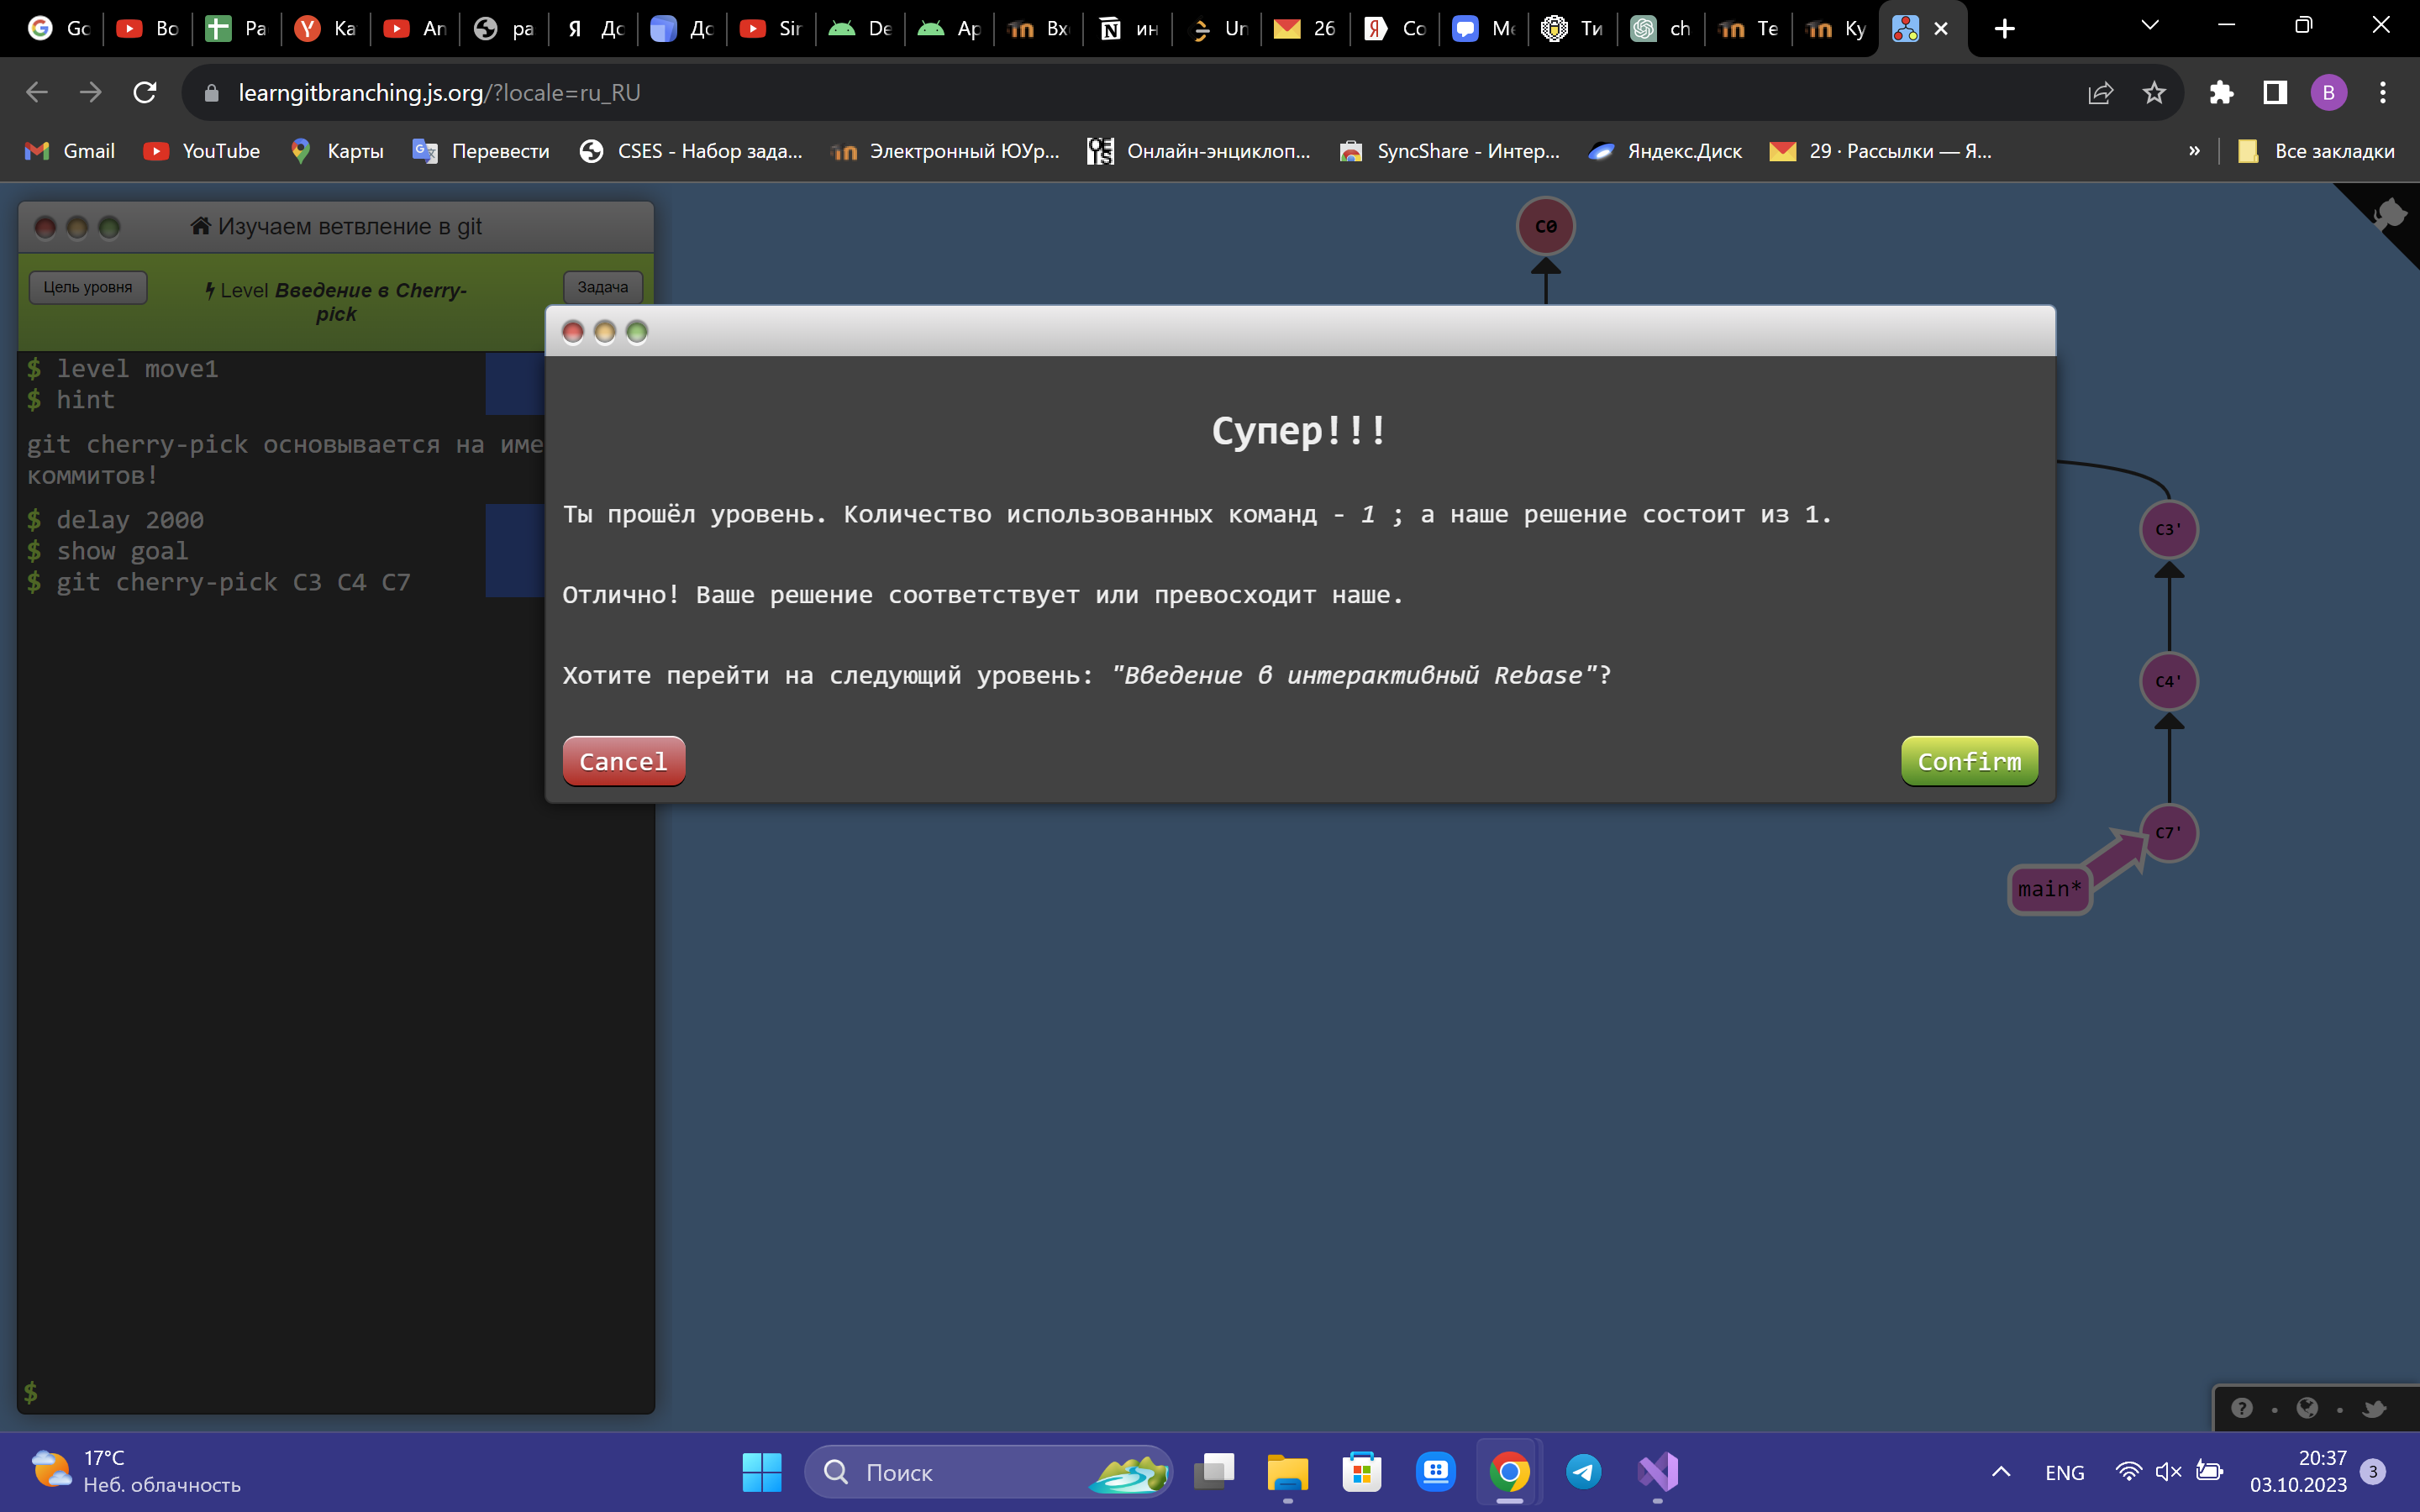 Gc
Bo
Pa
Ka
An
pa
Я
Дс
Дс
Sir
De
Ap
Вх
ин
Ur
26
Я
Со
Ме
Ти
ch
Te
Ку
learngitbranching.js.org/?locale=ru_RU
B
Gmail
YouTube
Карты
Перевести
CSES - Набор зада...
Электронный ЮУр...
Онлайн-энциклоп...
SyncShare - Интер...
Яндекс.Диск
29 · Рассылки — Я...
»
Все закладки
Изучаем ветвление в git
Цель уровня
Level Введение в Cherry-
pick
Задача
$ level move1
$ hint
git cherry-pick основывается на име
коммитов!
$ delay 2000
$ show goal
$ git cherry-pick C3 C4 C7
$
C0
Супер!!!
Ты прошёл уровень. Количество использованных команд - 1 ; а наше решение состоит из 1.
Отлично! Ваше решение соответствует или превосходит наше.
Хотите перейти на следующий уровень: "Введение в интерактивный Rebase"?
Cancel
Confirm
C3'
C4'
C7'
main*
17°C
Неб. облачность
Поиск
ENG
20:37
03.10.2023
3